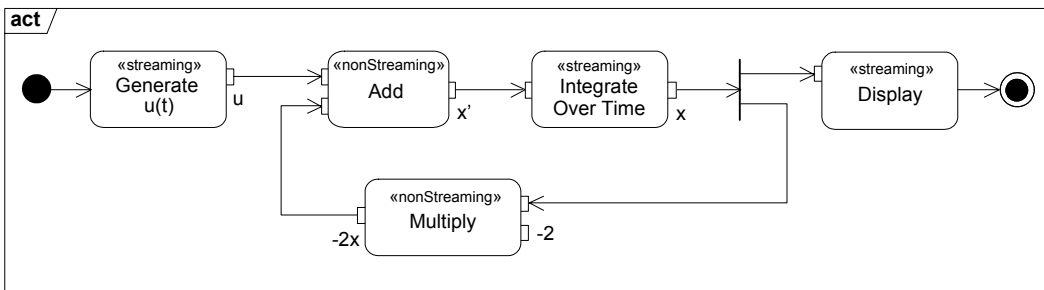 act
«streaming»
Generate
u(t)
u
«nonStreaming»
Add
x’
«streaming»
Integrate
Over Time
x
«streaming»
Display
«nonStreaming»
Multiply
-2x
-2